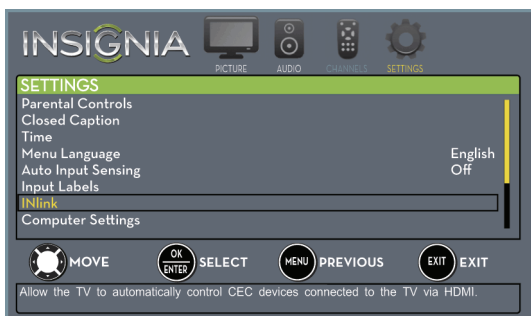 INSIGNIA
PICTURE AUDIO CHANNELS SETTINGS
SETTINGS
Parental Controls
Closed Caption
Time
Menu Language English
Auto Input Sensing Off
Input Labels
INlink
Computer Settings
MOVE OK ENTER SELECT MENU PREVIOUS EXIT EXIT
Allow the TV to automatically control CEC devices connected to the TV via HDMI.